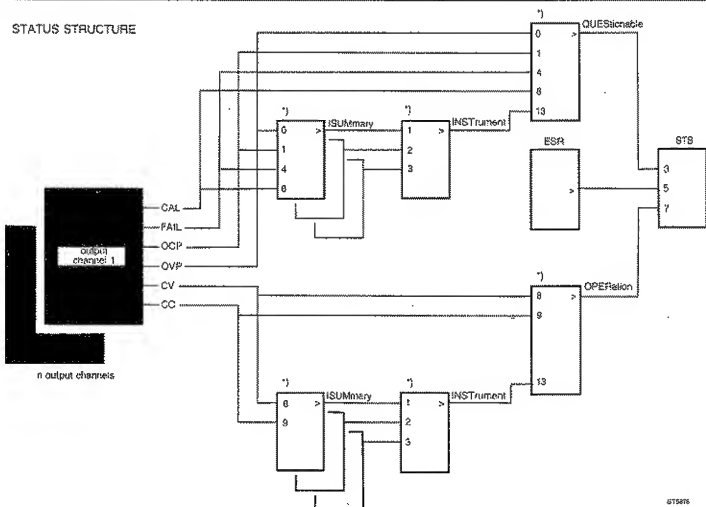 STATUS STRUCTURE
*)
QUEStionable
0 >
1
4
8
13
*)
ISUMmary
0 >
1
4
6
*)
INSTrument
1 >
2
3
ESR
>
STB
3
5
7
output
channel 1
CAL
FAIL
OCP
OVP
CV
CC
n output channels
*)
OPERation
8 >
9
13
*)
ISUMmary
8 >
9
*)
INSTrument
1 >
2
3